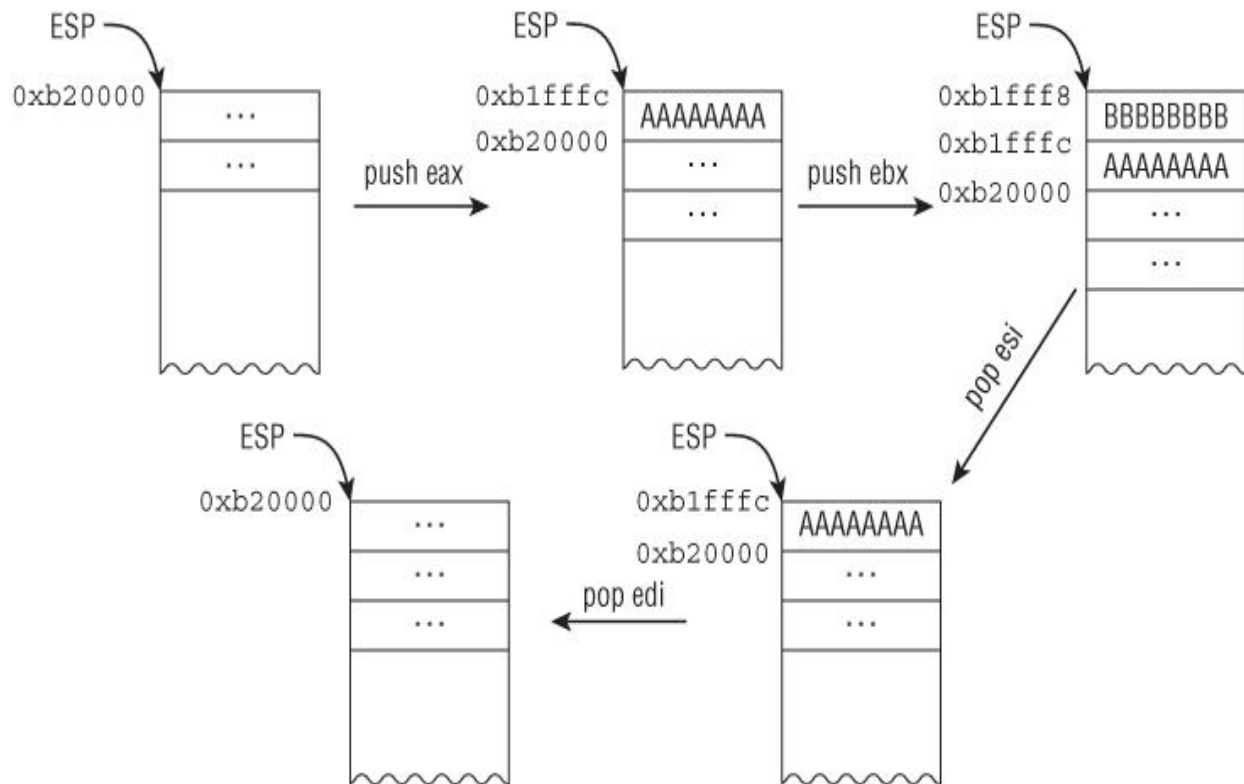 ESP
0xb20000
...
...
push eax
ESP
0xb1fffc
AAAAAAAA
0xb20000
...
...
push ebx
ESP
0xb1fff8
BBBBBBBB
0xb1fffc
AAAAAAAA
0xb20000
...
...
pop esi
ESP
0xb1fffc
AAAAAAAA
0xb20000
...
...
pop edi
ESP
0xb20000
...
...
...